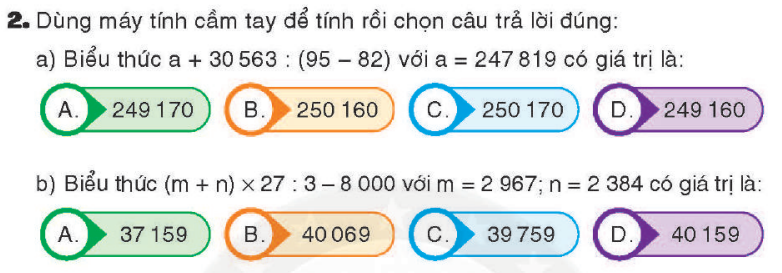 2. Dùng máy tính cầm tay để tính rồi chọn câu trả lời đúng:
a) Biểu thức a + 30 563 : (95 – 82) với a = 247 819 có giá trị là:
A. 249 170 B. 250 160 C. 250 170 D. 249 160
b) Biểu thức (m + n) × 27 : 3 – 8 000 với m = 2 967; n = 2 384 có giá trị là:
A. 37 159 B. 40 069 C. 39 759 D. 40 159